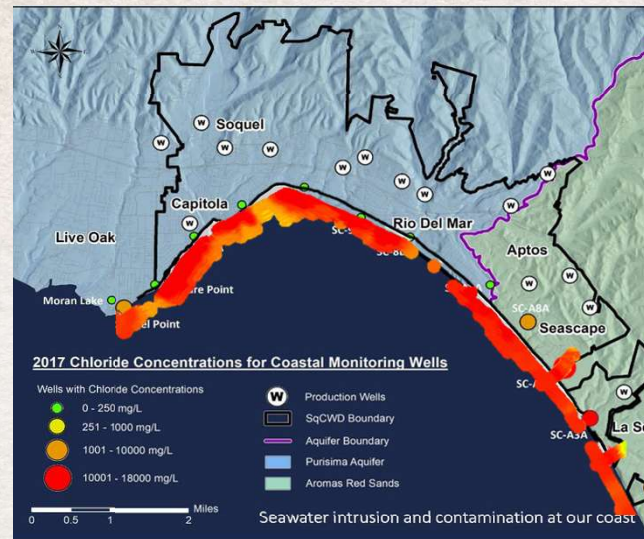 Soquel
Capitola
Live Oak
Rio Del Mar
Aptos
Moran Lake
SC-A8A
Seascape
SC-A3A
2017 Chloride Concentrations for Coastal Monitoring Wells
Wells with Chloride Concentrations
0 - 250 mg/L
251 - 1000 mg/L
1001 - 10000 mg/L
10001 - 18000 mg/L
W Production Wells
SqCWD Boundary
Aquifer Boundary
Purisima Aquifer
Aromas Red Sands
Miles
0 0.5 1 2
Seawater intrusion and contamination at our coast